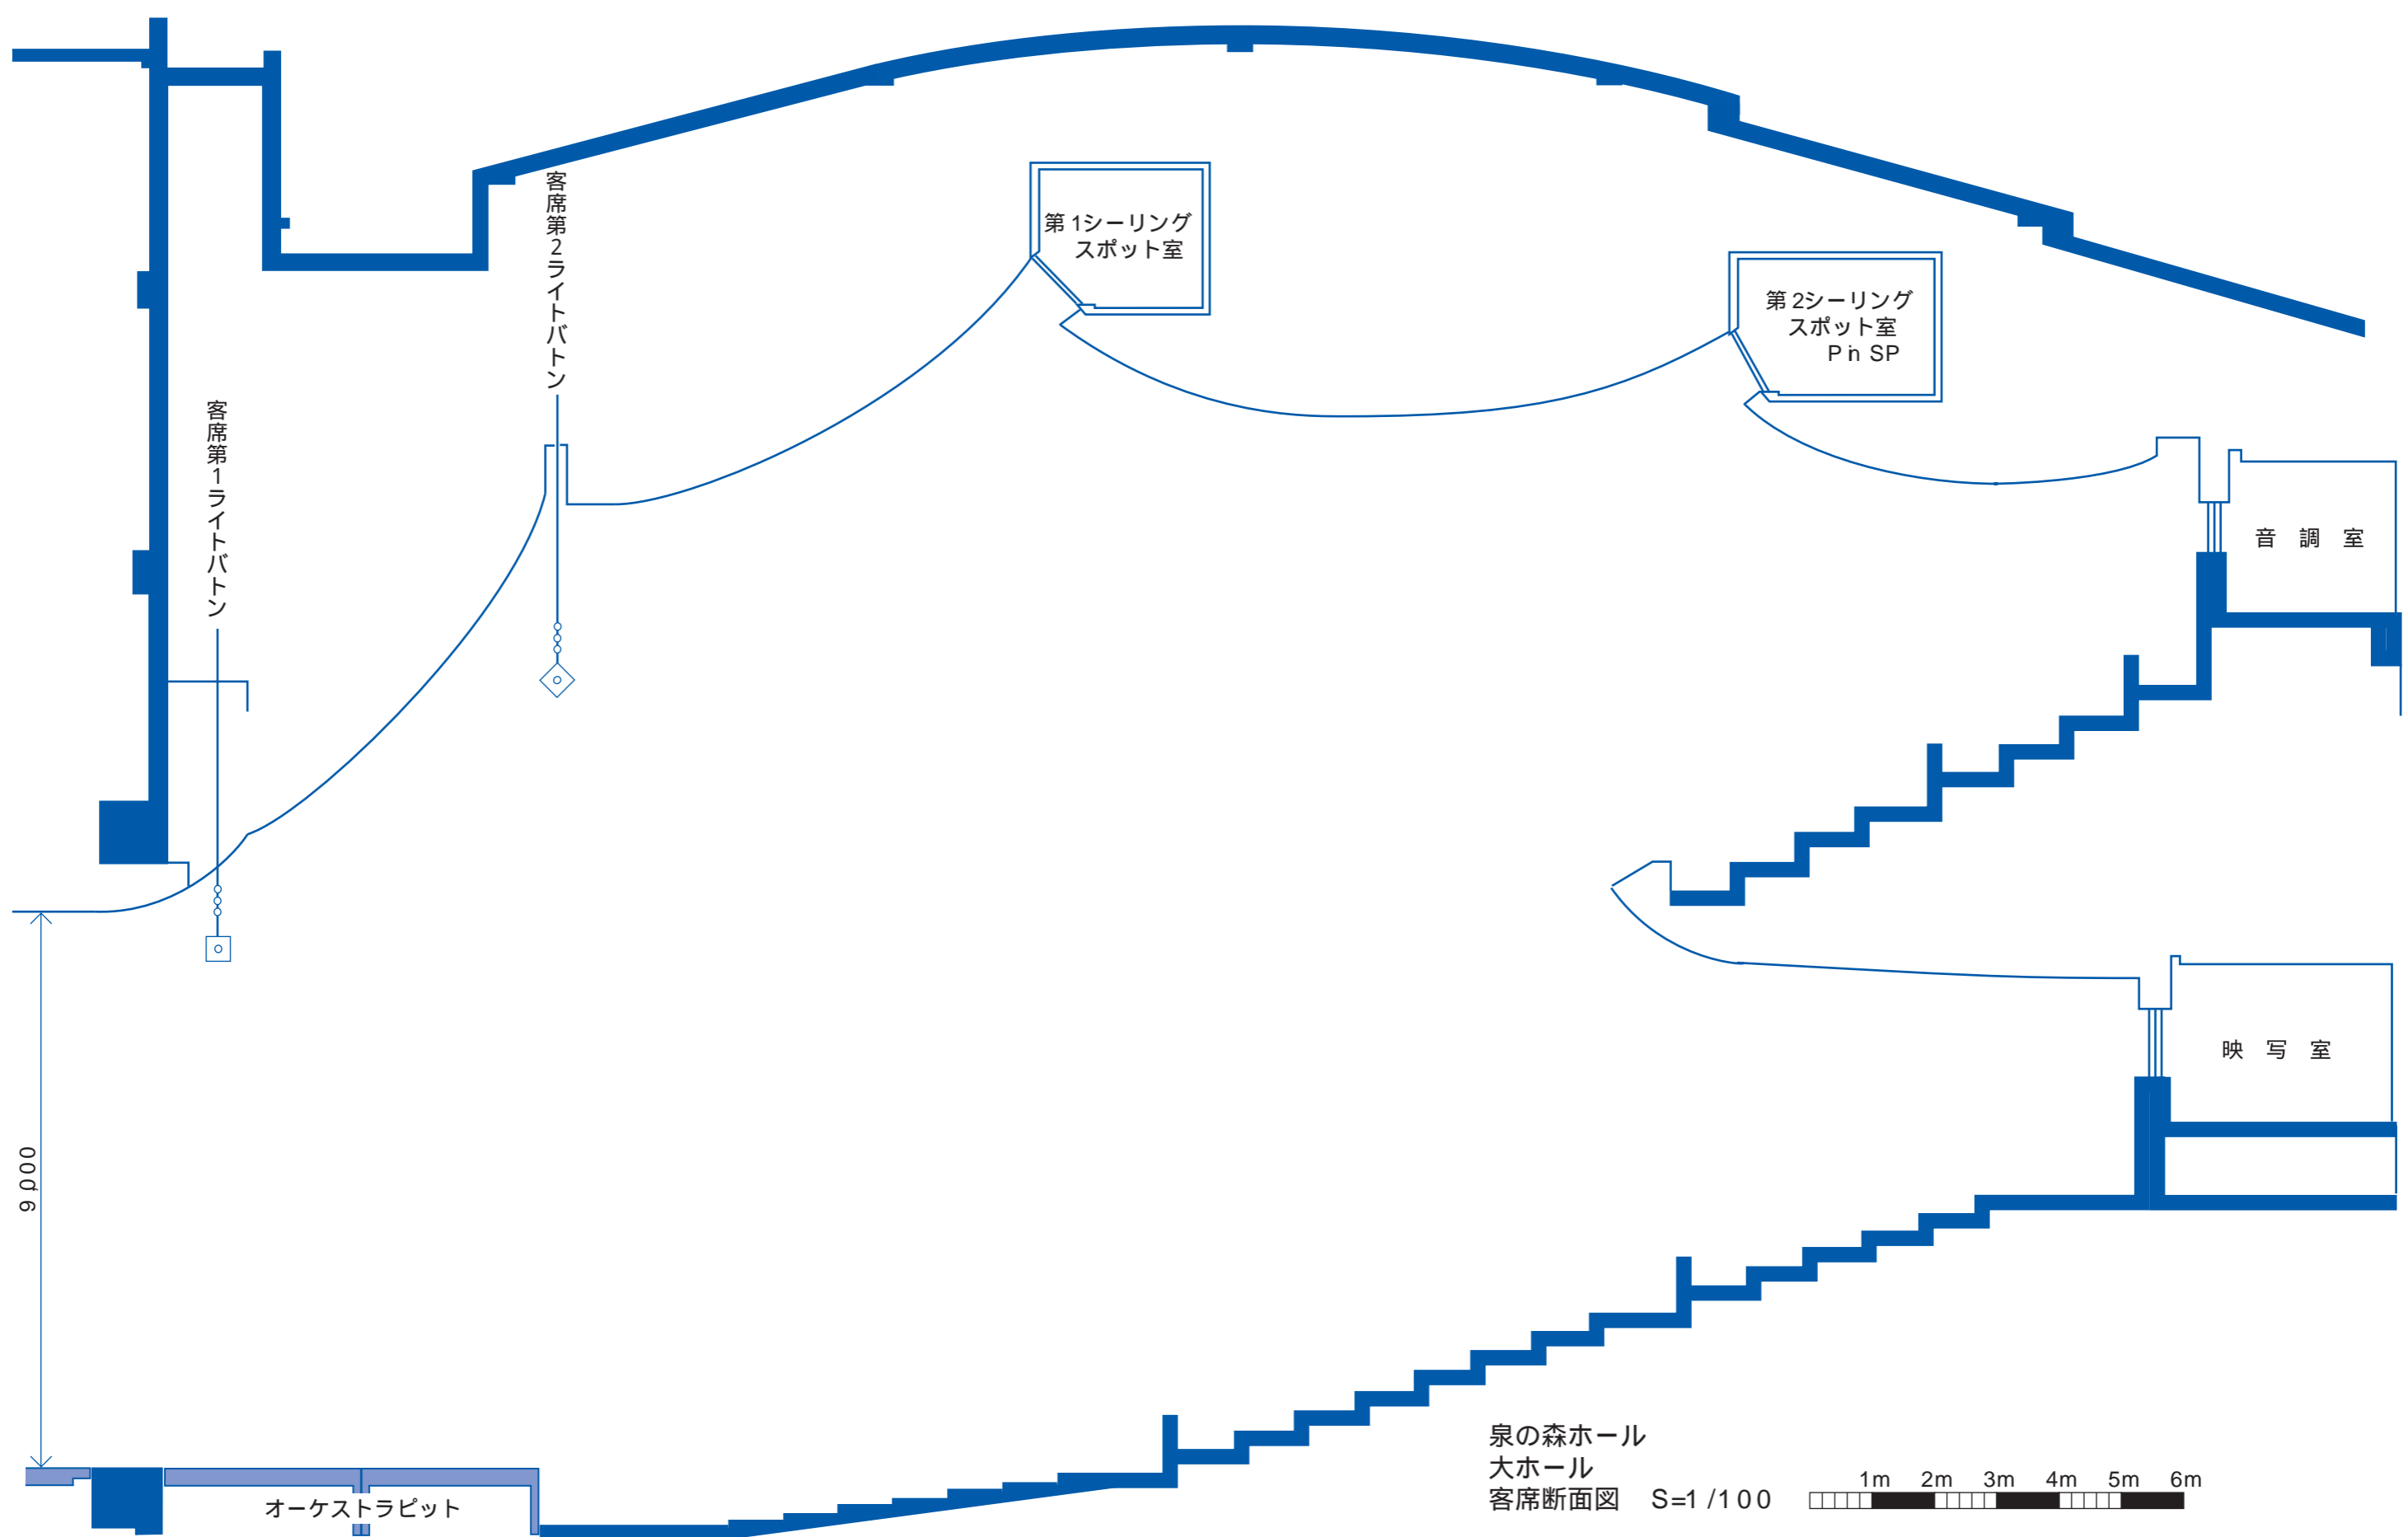 客席第2ライトバトン
第1シーリング
スポット室
第2シーリング
スポット室
Pin SP
客席第1ライトバトン
音調室
映写室
9,000
オーケストラピット
泉の森ホール
大ホール
客席断面図 S=1/100
1m 2m 3m 4m 5m 6m